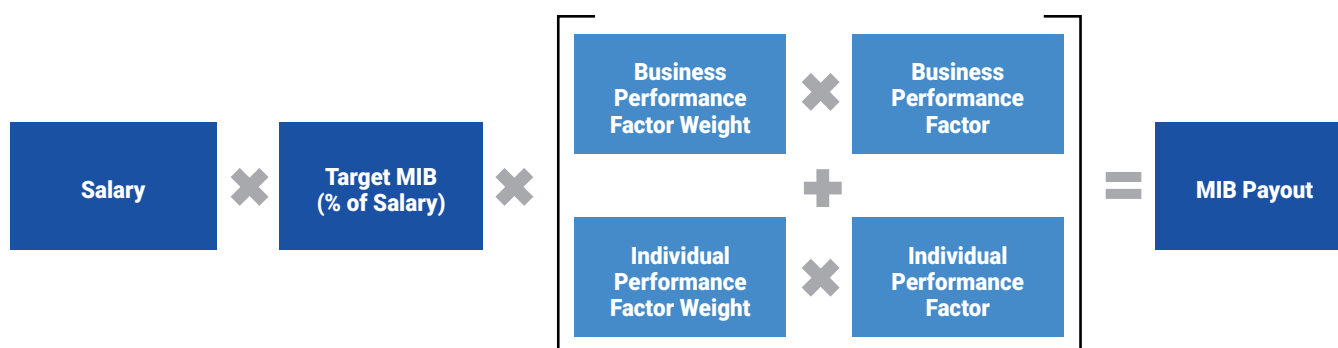 Salary
Target MIB
(% of Salary)
Business
Performance
Factor Weight
Business
Performance
Factor
Individual
Performance
Factor Weight
Individual
Performance
Factor
MIB Payout